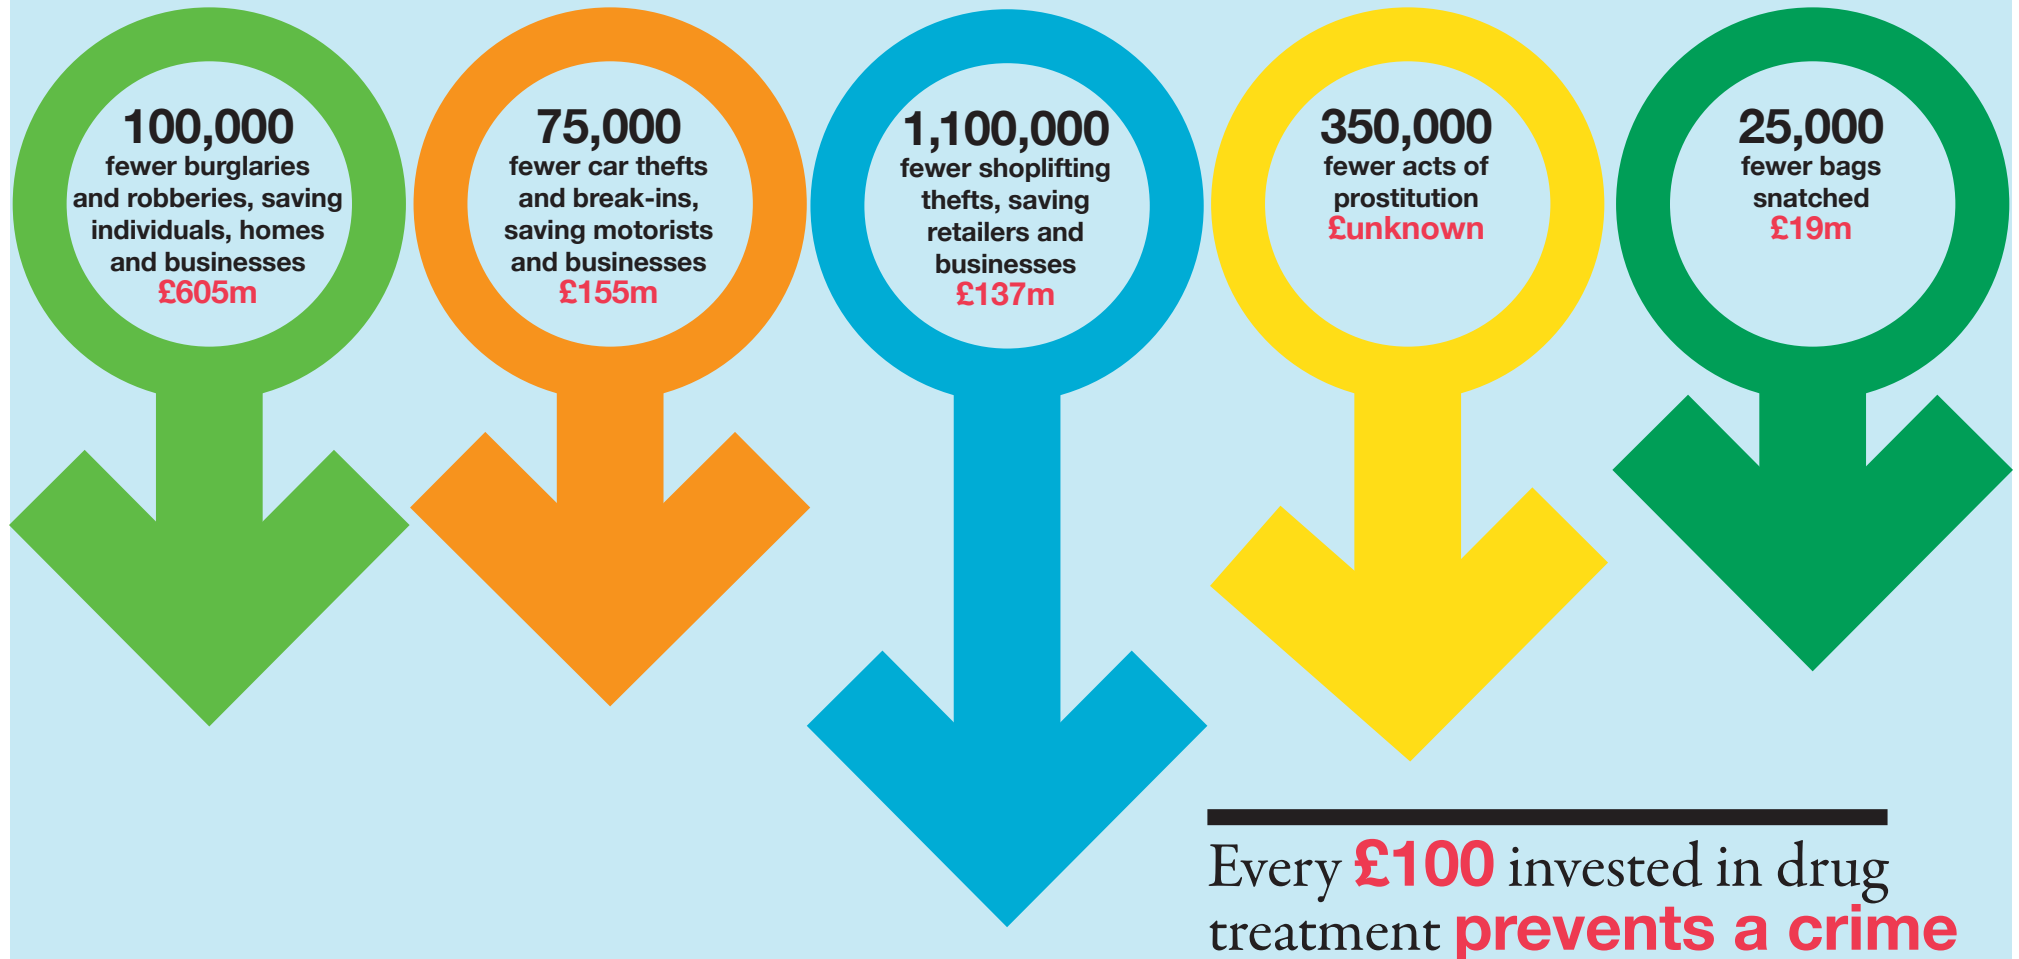 100,000
fewer burglaries
and robberies, saving
individuals, homes
and businesses
£605m
75,000
fewer car thefts
and break-ins,
saving motorists
and businesses
£155m
1,100,000
fewer shoplifting
thefts, saving
retailers and
businesses
£137m
350,000
fewer acts of
prostitution
£unknown
25,000
fewer bags
snatched
£19m
Every £100 invested in drug
treatment prevents a crime